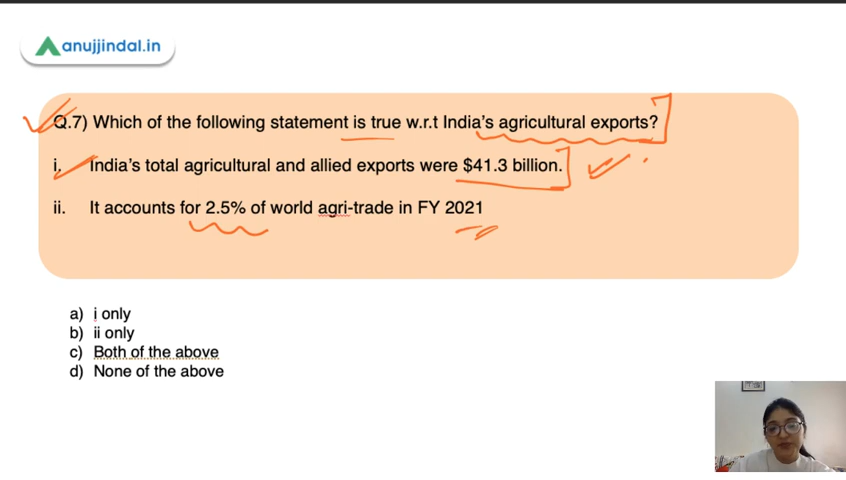 anujjindal.in
Q.7) Which of the following statement is true w.r.t India's agricultural exports?
i. India's total agricultural and allied exports were $41.3 billion.
ii. It accounts for 2.5% of world agri-trade in FY 2021
a) i only
b) ii only
c) Both of the above
d) None of the above